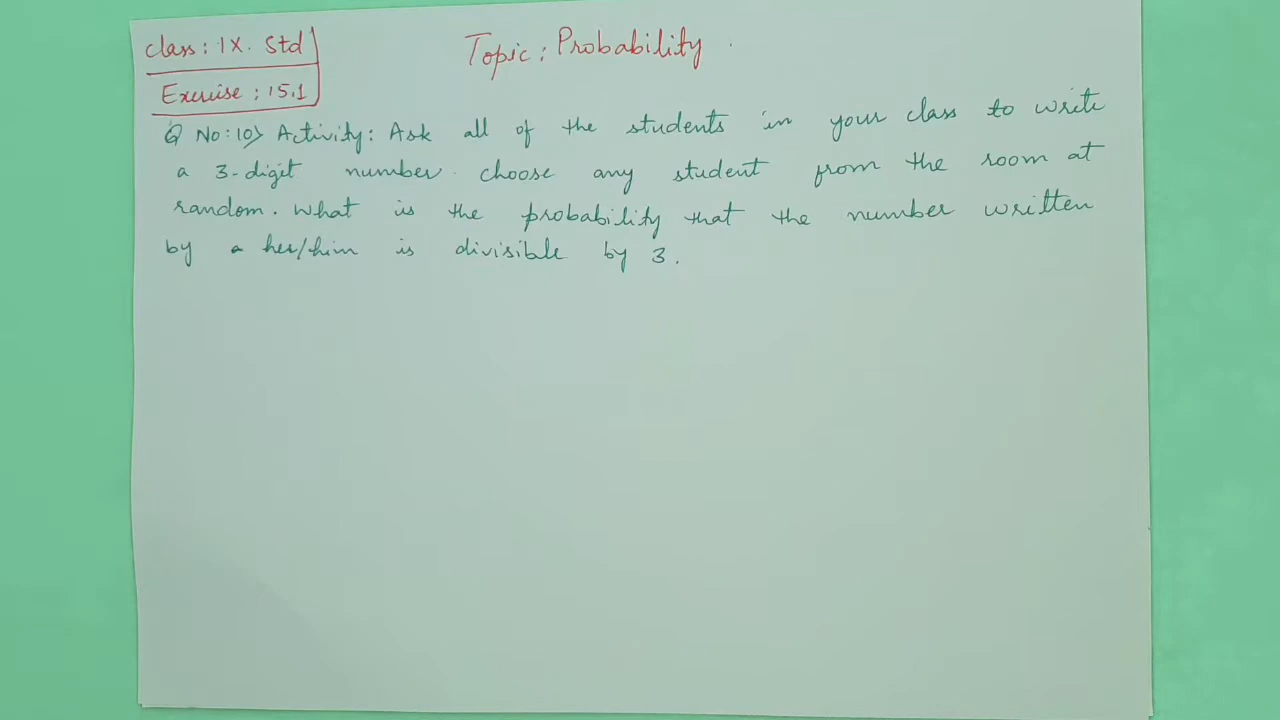 class: IX. Std
Topic: Probability.
Exercise: 15.1
Q No:10> Activity: Ask all of the students in your class to write
a 3-digit number. choose any student from the room at
random. What is the probability that the number written
by a her/him is divisible by 3.